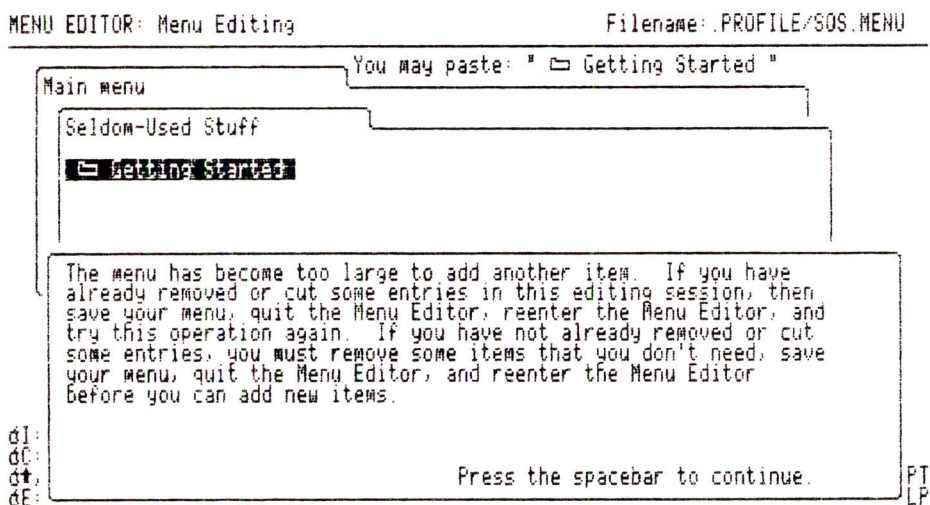 MENU EDITOR: Menu Editing Filename: .PROFILE/SOS.MENU
You may paste: " Getting Started "
Main menu
Seldom-Used Stuff
Getting Started
The menu has become too large to add another item. If you have
already removed or cut some entries in this editing session, then
save your menu, quit the Menu Editor, reenter the Menu Editor, and
try this operation again. If you have not already removed or cut
some entries, you must remove some items that you don't need, save
your menu, quit the Menu Editor, and reenter the Menu Editor
before you can add new items.
I:
C:
↑, Press the spacebar to continue. PT
E: LP